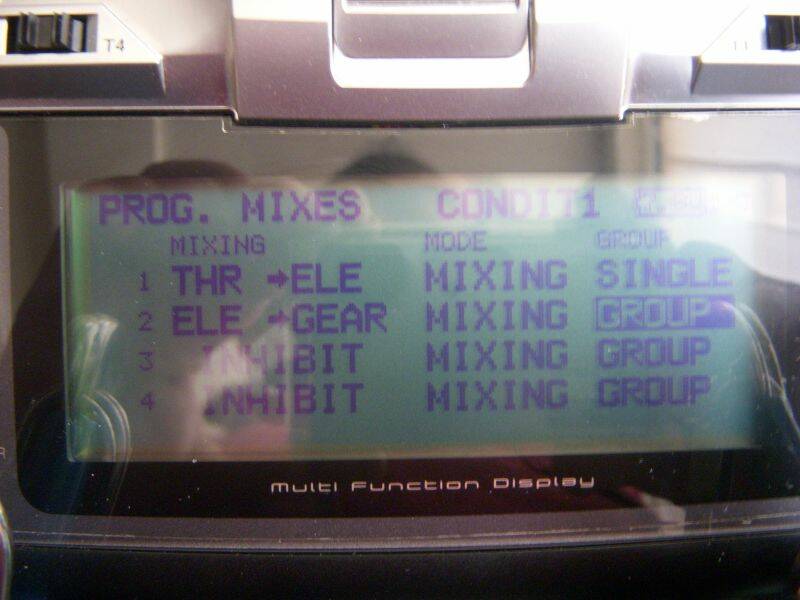 T4
PROG. MIXES CONDIT1
MIXING MODE GROUP
1 THR →ELE MIXING SINGLE
2 ELE →GEAR MIXING GROUP
3 INHIBIT MIXING GROUP
4 INHIBIT MIXING GROUP
Multi Function Display